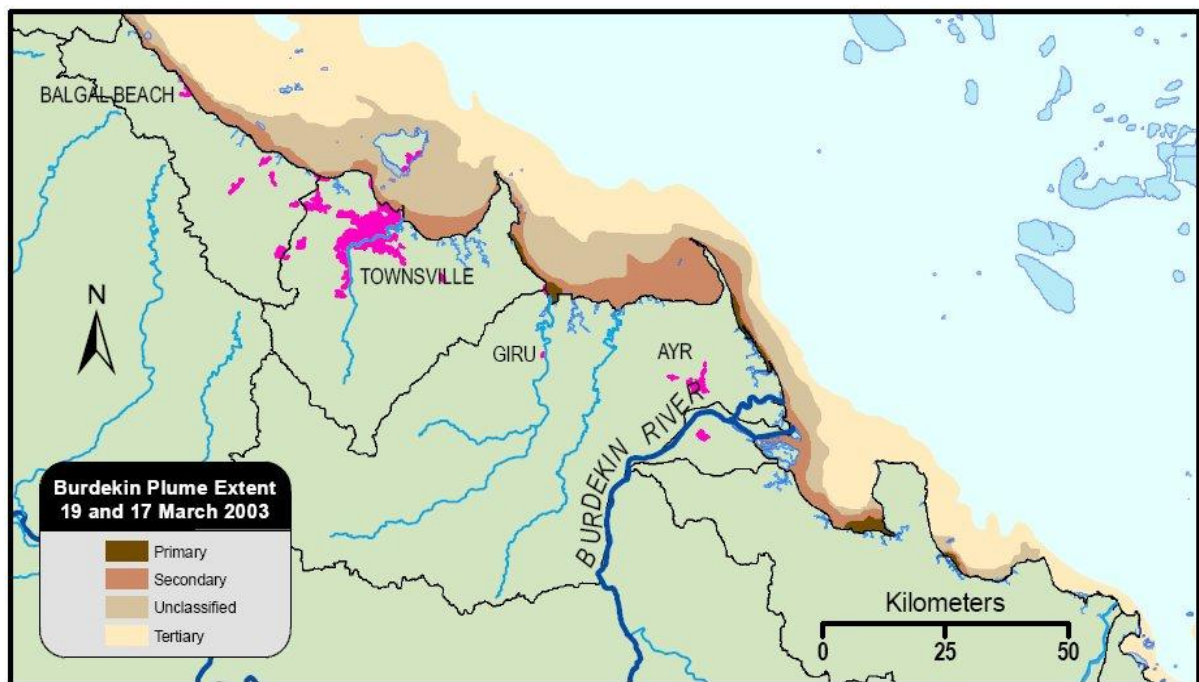 BALGAL BEACH
TOWNSVILLE
N
GIRU
AYR
BURDEKIN RIVER
Burdekin Plume Extent
19 and 17 March 2003
Primary
Secondary
Unclassified
Tertiary
Kilometers
0 25 50